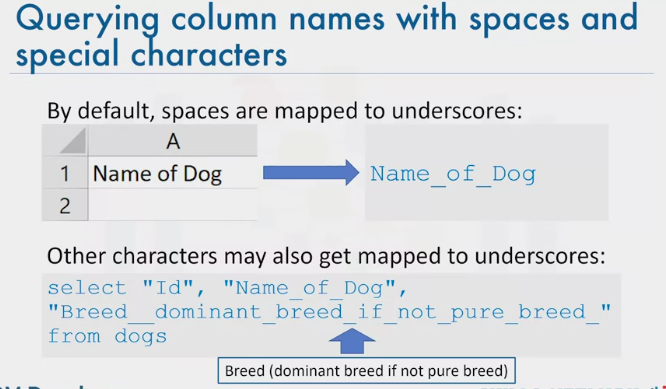 Querying column names with spaces and
special characters
By default, spaces are mapped to underscores:
A
1 Name of Dog
2
Name_of_Dog
Other characters may also get mapped to underscores:
select "Id", "Name_of_Dog",
"Breed__dominant_breed_if_not_pure_breed_"
from dogs
Breed (dominant breed if not pure breed)